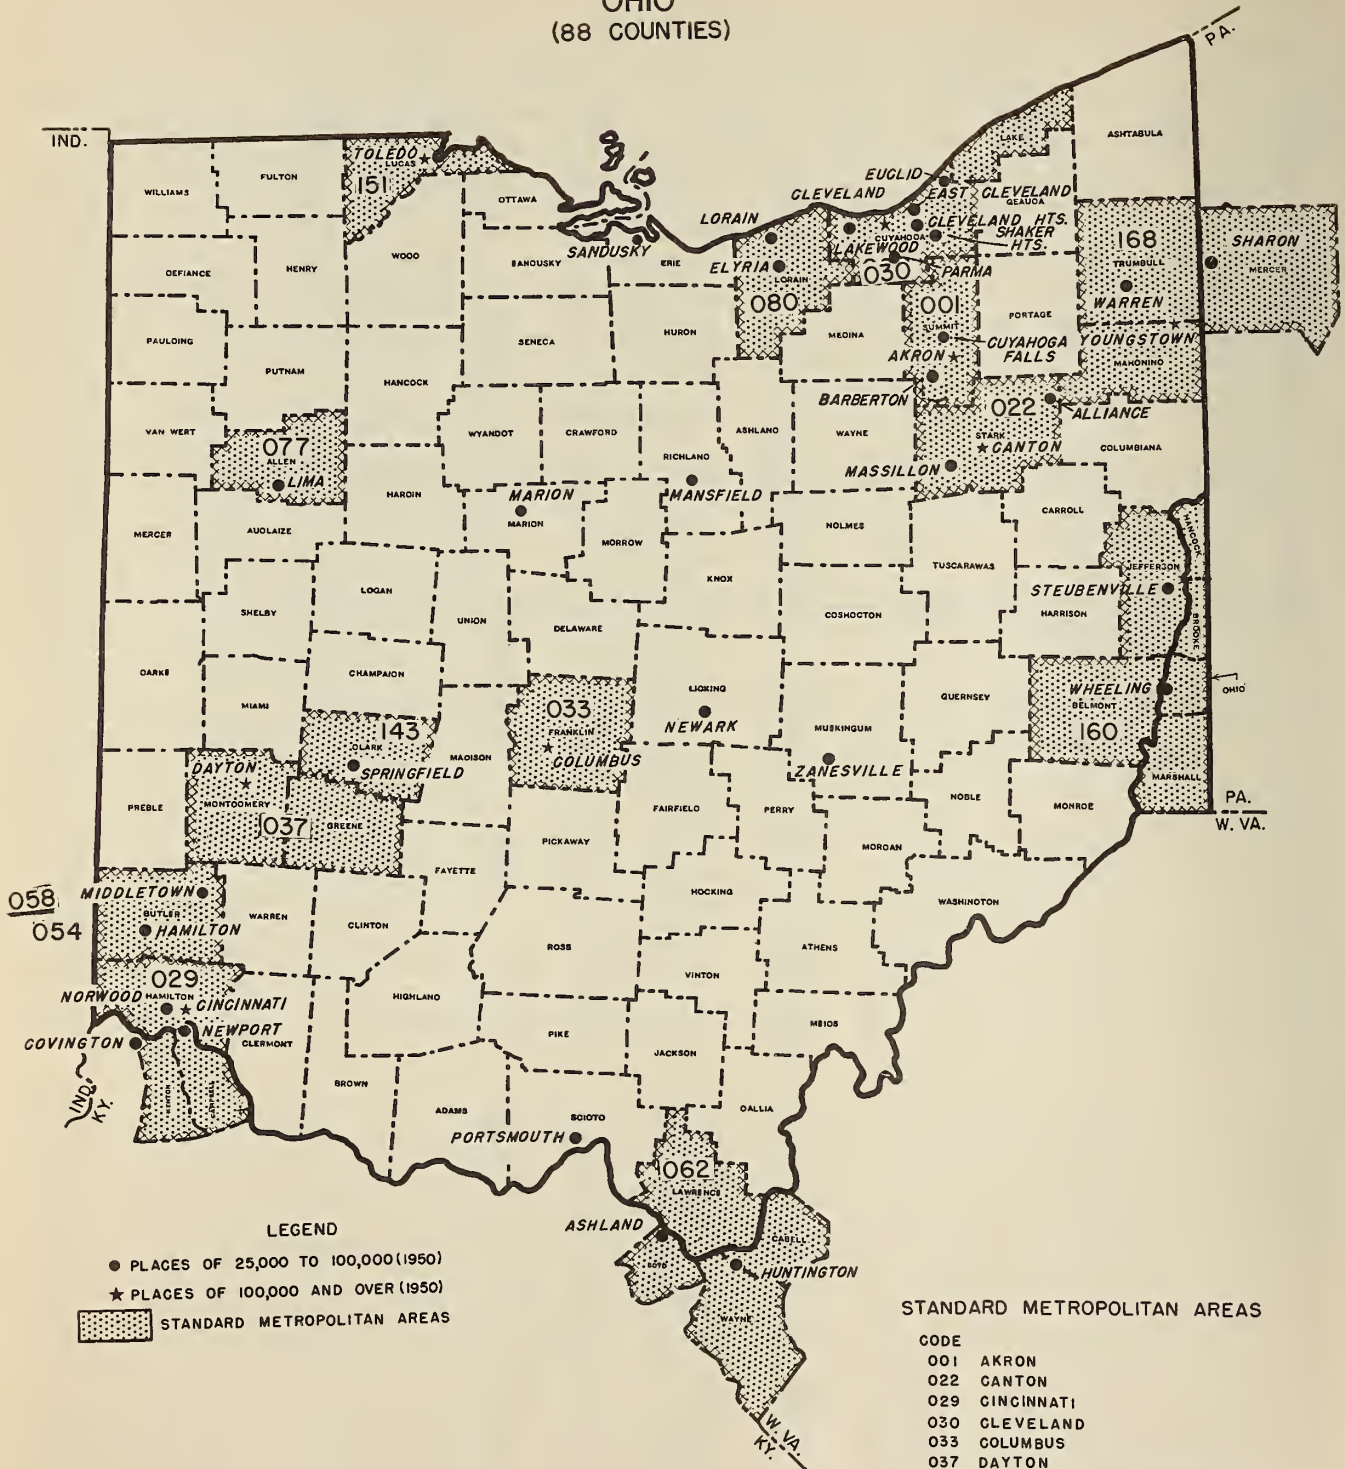 OHIO
(88 COUNTIES)
PA.
IND.
WILLIAMS
FULTON
TOLEDO
LUCAS
151
OTTAWA
SANDUSKY
LORAIN
CLEVELAND
EUCLID
EAST CLEVELAND
LAKE
GEAUGA
ASHTABULA
CLEVELAND HTS.
SHAKER
HTS.
CUYAHOGA
LAKEWOOD
030
PARMA
168
TRUMBULL
WARREN
SHARON
MERCER
DEFIANCE
HENRY
WOOD
SANDUSKY
ERIE
ELYRIA
LORAIN
080
001
SUMMIT
PORTAGE
PAULDING
PUTNAM
HANCOCK
SENECA
HURON
MEDINA
AKRON
CUYAHOGA
FALLS
YOUNGSTOWN
MAHONING
BARBERTON
022
ALLIANCE
VAN WERT
077
ALLEN
LIMA
WYANDOT
CRAWFORD
RICHLAND
ASHLAND
WAYNE
STARK
CANTON
COLUMBIANA
MASSILLON
HARDIN
MARION
MARION
MANSFIELD
MERCER
AUGLAIZE
MORROW
HOLMES
CARROLL
HANCOCK
KNOX
TUSCARAWAS
JEFFERSON
STEUBENVILLE
SHELBY
LOGAN
UNION
DELAWARE
COSHOCTON
HARRISON
BROOKE
DARKE
MIAMI
CHAMPAIGN
LICKING
NEWARK
GUERNSEY
WHEELING
BELMONT
160
OHIO
033
FRANKLIN
COLUMBUS
143
CLARK
SPRINGFIELD
MADISON
MUSKINGUM
ZANESVILLE
DAYTON
MONTGOMERY
037
GREENE
PREBLE
FAIRFIELD
PERRY
NOBLE
MONROE
MARSHALL
PA.
W. VA.
PICKAWAY
MORGAN
FAYETTE
HOCKING
WASHINGTON
058
054
MIDDLETOWN
BUTLER
HAMILTON
WARREN
CLINTON
ROSS
ATHENS
VINTON
029
NORWOOD
HAMILTON
CINCINNATI
HIGHLAND
MEIGS
COVINGTON
NEWPORT
CLERMONT
PIKE
JACKSON
IND.
KY.
KENTON
CAMPBELL
BROWN
ADAMS
SCIOTO
GALLIA
PORTSMOUTH
062
LAWRENCE
ASHLAND
BOYD
CABELL
HUNTINGTON
WAYNE
W. VA.
KY.
LEGEND
● PLACES OF 25,000 TO 100,000 (1950)
★ PLACES OF 100,000 AND OVER (1950)
STANDARD METROPOLITAN AREAS
STANDARD METROPOLITAN AREAS
CODE
001 AKRON
022 CANTON
029 CINCINNATI
030 CLEVELAND
033 COLUMBUS
037 DAYTON